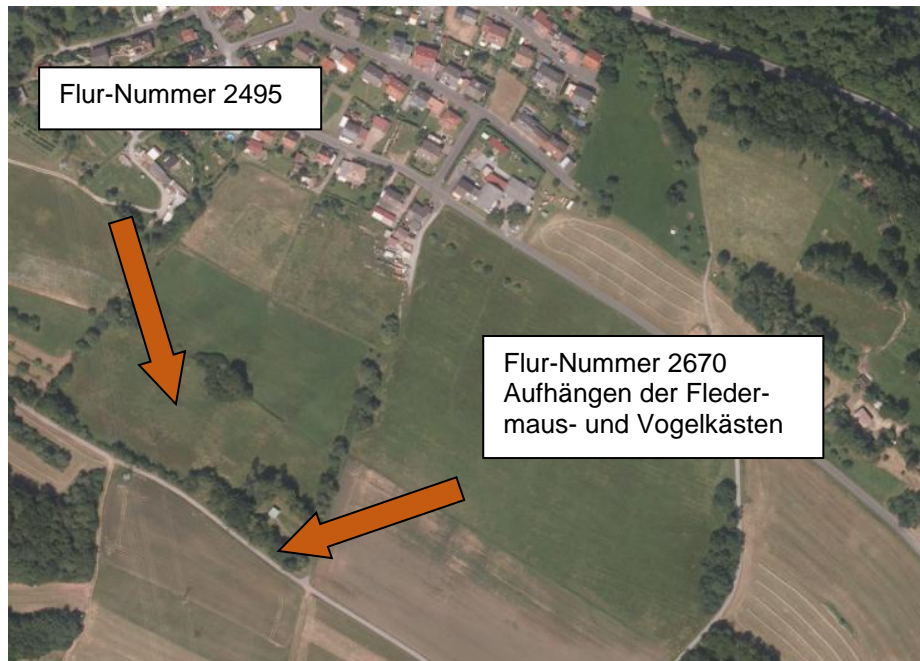 Flur-Nummer 2495
Flur-Nummer 2670
Aufhängen der Fleder-
maus- und Vogelkästen